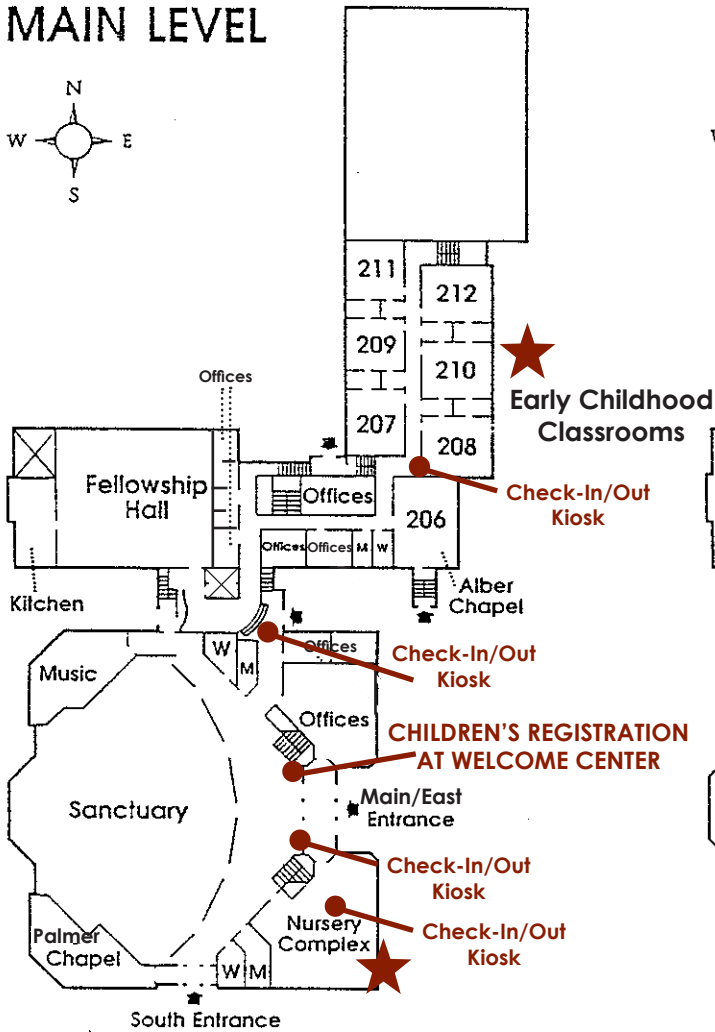 MAIN LEVEL
N
W
E
S
211
212
209
210
Early Childhood
Classrooms
207
208
Offices
Check-In/Out
Kiosk
Fellowship
Hall
Offices
206
Offices
Offices
M
W
Kitchen
Alber
Chapel
Music
W
M
Offices
Check-In/Out
Kiosk
Offices
CHILDREN'S REGISTRATION
AT WELCOME CENTER
Sanctuary
Main/East
Entrance
Check-In/Out
Kiosk
Nursery
Complex
Check-In/Out
Kiosk
Palmer
Chapel
W
M
South Entrance